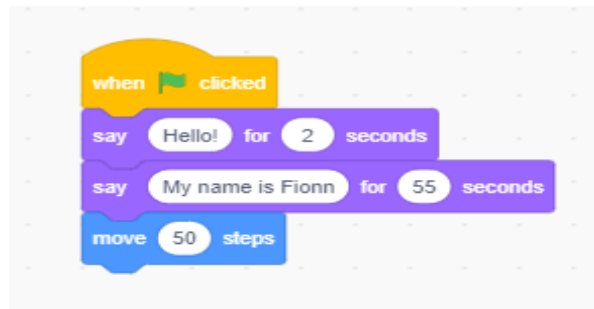 when clicked
say Hello! for 2 seconds
say My name is Fionn for 55 seconds
move 50 steps